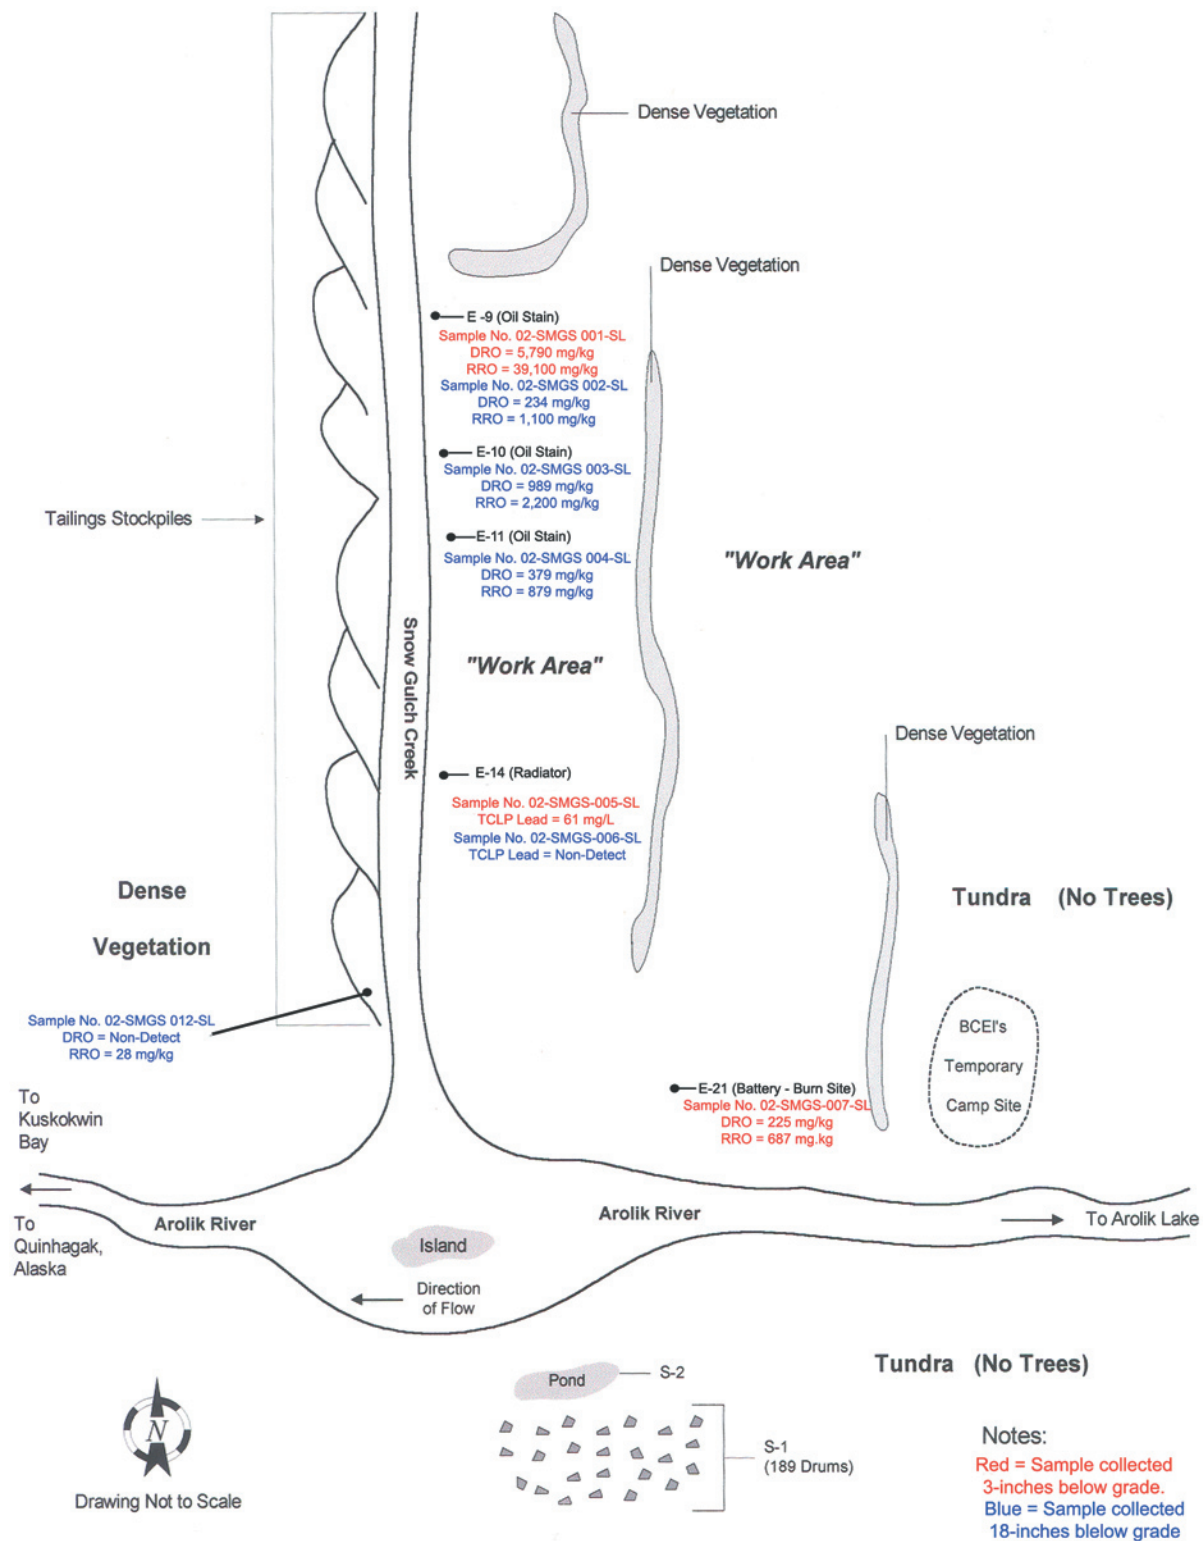 Dense Vegetation
Dense Vegetation
E -9 (Oil Stain)
Sample No. 02-SMGS 001-SL
DRO = 5,790 mg/kg
RRO = 39,100 mg/kg
Sample No. 02-SMGS 002-SL
DRO = 234 mg/kg
RRO = 1,100 mg/kg
E-10 (Oil Stain)
Sample No. 02-SMGS 003-SL
DRO = 989 mg/kg
RRO = 2,200 mg/kg
Tailings Stockpiles
E-11 (Oil Stain)
Sample No. 02-SMGS 004-SL
DRO = 379 mg/kg
RRO = 879 mg/kg
"Work Area"
Snow Gulch Creek
"Work Area"
Dense Vegetation
E-14 (Radiator)
Sample No. 02-SMGS-005-SL
TCLP Lead = 61 mg/L
Sample No. 02-SMGS-006-SL
TCLP Lead = Non-Detect
Dense
Vegetation
Tundra (No Trees)
Sample No. 02-SMGS 012-SL
DRO = Non-Detect
RRO = 28 mg/kg
BCEI's
Temporary
Camp Site
E-21 (Battery - Burn Site)
Sample No. 02-SMGS-007-SL
DRO = 225 mg/kg
RRO = 687 mg.kg
To
Kuskokwin
Bay
To
Quinhagak,
Alaska
Arolik River
Arolik River
To Arolik Lake
Island
Direction
of Flow
Tundra (No Trees)
Pond
S-2
S-1
(189 Drums)
N
Drawing Not to Scale
Notes:
Red = Sample collected
3-inches below grade.
Blue = Sample collected
18-inches blelow grade